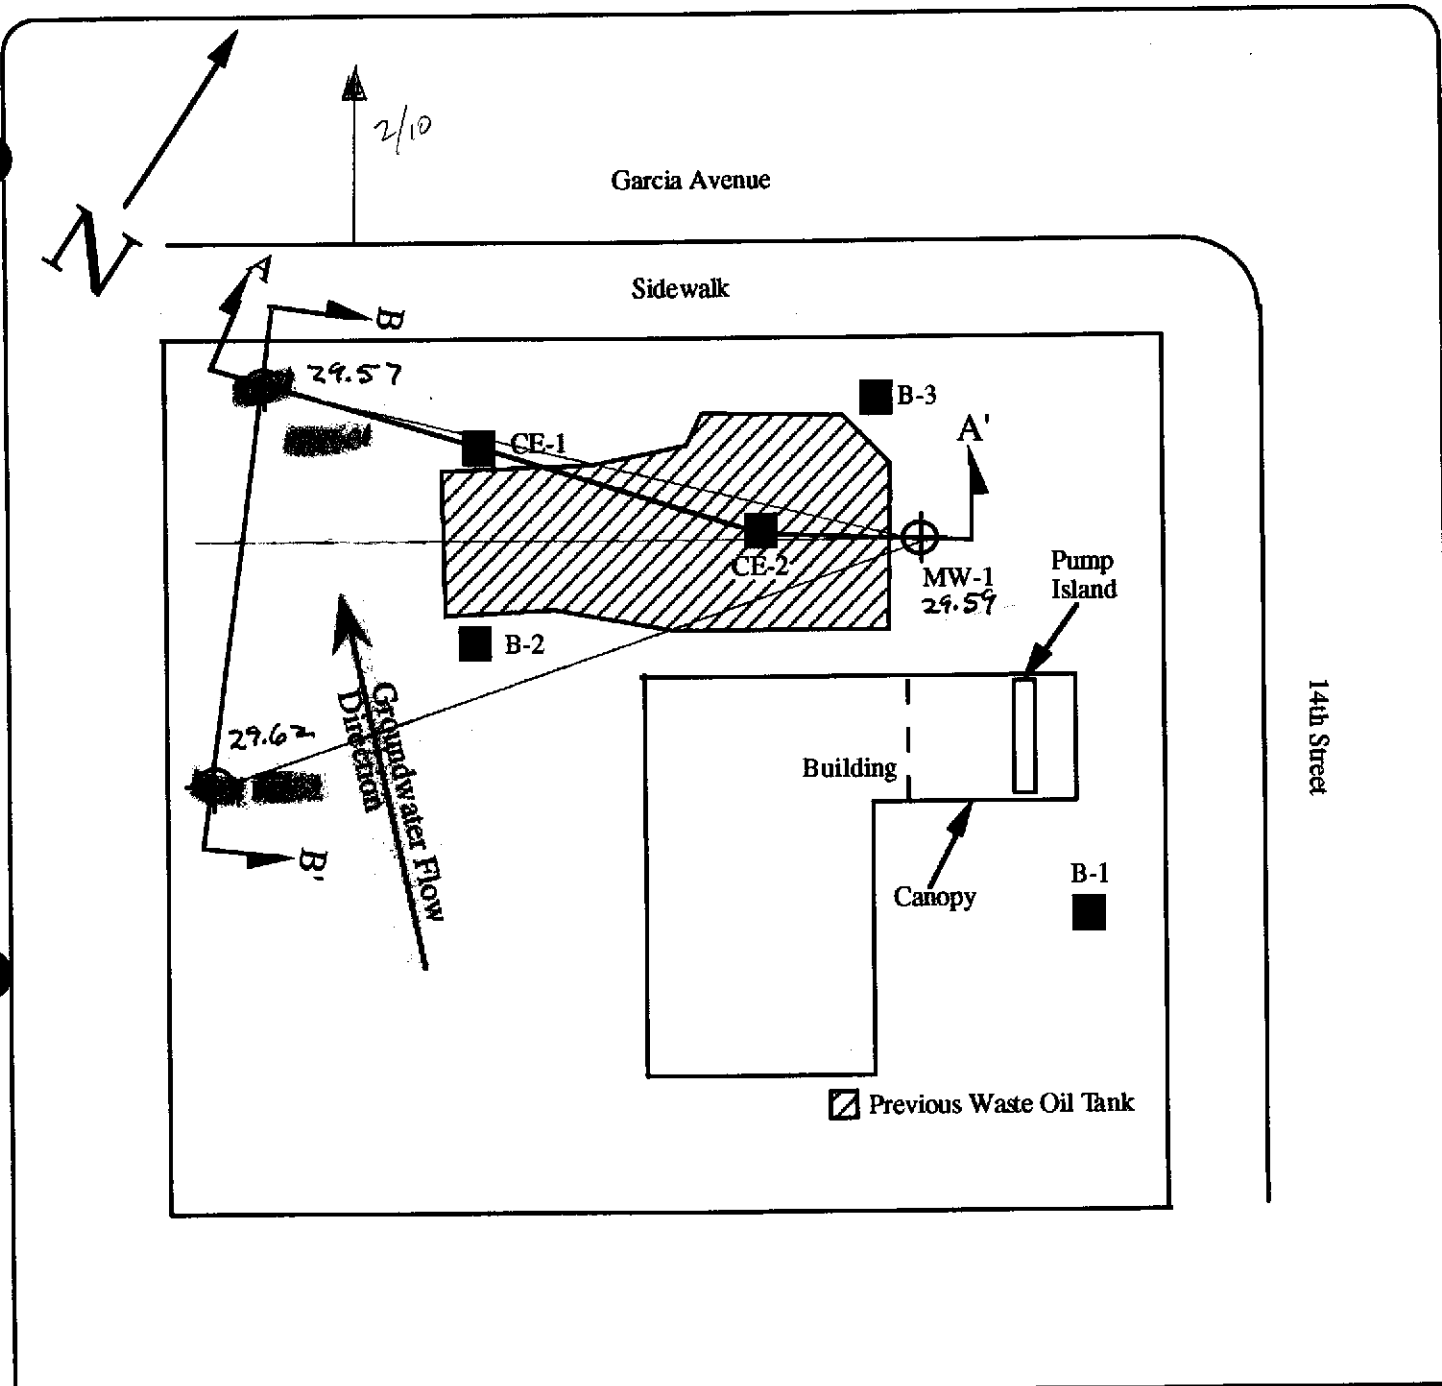 2/10
Garcia Avenue
N
Sidewalk
A
B
29.57
B-3
CE-1
A'
CE-2
MW-1
29.59
Pump
Island
B-2
29.62
Groundwater Flow
Direction
14th Street
Building
B'
Canopy
B-1
Previous Waste Oil Tank